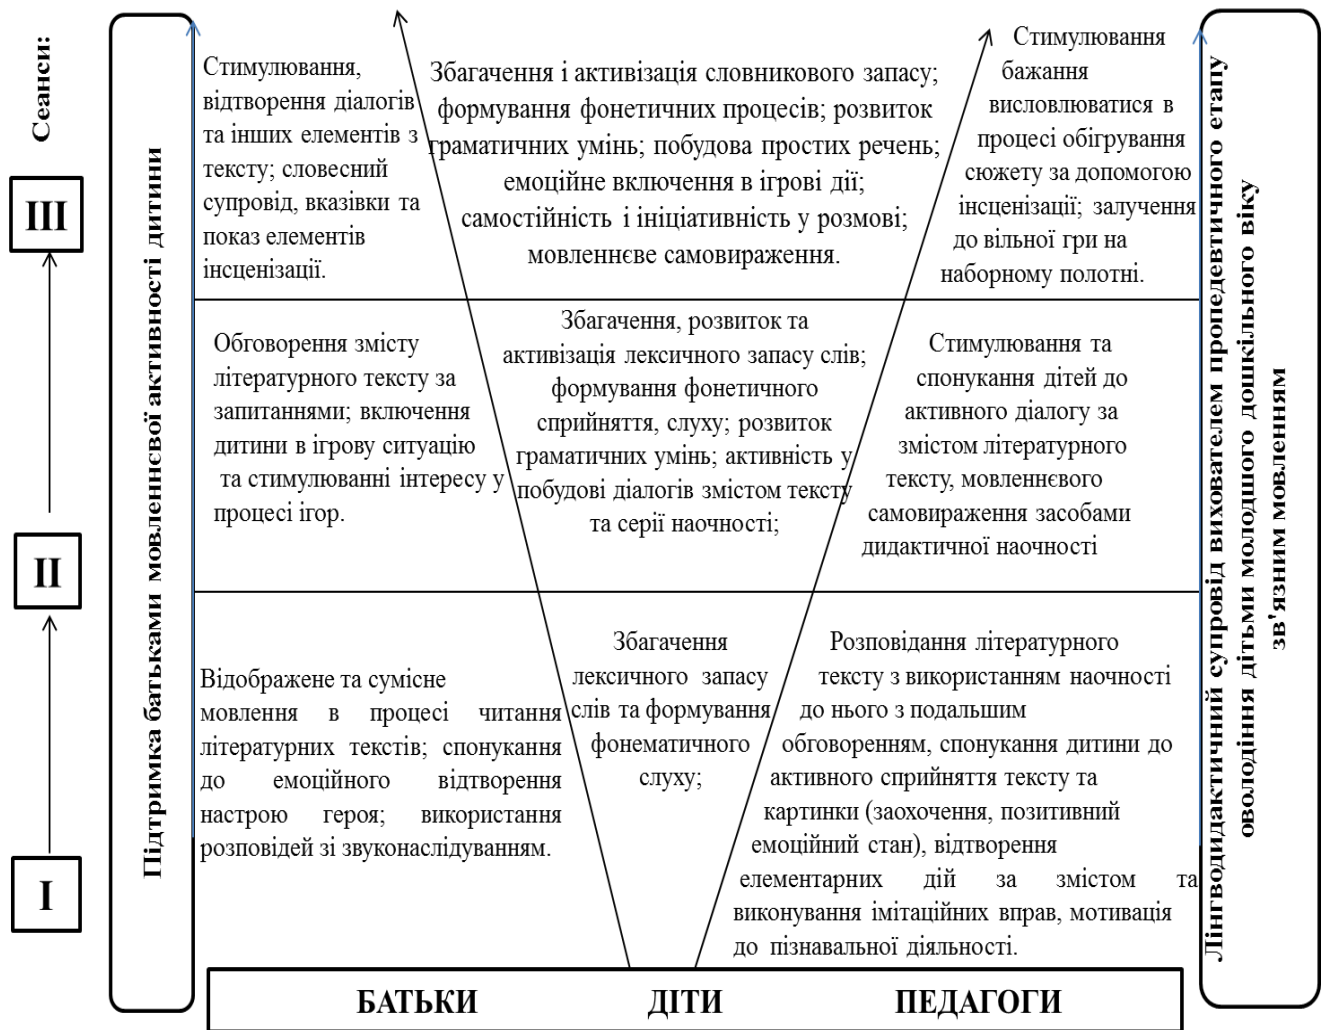 Сеанси:
III
II
I
Підтримка батьками мовленнєвої активності дитини
Стимулювання,
відтворення діалогів
та інших елементів з
тексту; словесний
супровід, вказівки та
показ елементів
інсценізації.
Збагачення і активізація словникового запасу;
формування фонетичних процесів; розвиток
граматичних умінь; побудова простих речень;
емоційне включення в ігрові дії;
самостійність і ініціативність у розмові;
мовленнєве самовираження.
Стимулювання
бажання
висловлюватися в
процесі обігрування
сюжету за допомогою
інсценізації; залучення
до вільної гри на
наборному полотні.
Обговорення змісту
літературного тексту за
запитаннями; включення
дитини в ігрову ситуацію
та стимулюванні інтересу у
процесі ігор.
Збагачення, розвиток та
активізація лексичного запасу слів;
формування фонетичного
сприйняття, слуху; розвиток
граматичних умінь; активність у
побудові діалогів змістом тексту
та серії наочності;
Стимулювання та
спонукання дітей до
активного діалогу за
змістом літературного
тексту, мовленнєвого
самовираження засобами
дидактичної наочності
Відображене та сумісне
мовлення в процесі читання
літературних текстів; спонукання
до емоційного відтворення
настрою героя; використання
розповідей зі звуконаслідуванням.
Збагачення
лексичного запасу
слів та формування
фонематичного
слуху;
Розповідання літературного
тексту з використанням наочності
до нього з подальшим
обговоренням, спонукання дитини до
активного сприйняття тексту та
картинки (заохочення, позитивний
емоційний стан), відтворення
елементарних дій за змістом та
виконування імітаційних вправ, мотивація
до пізнавальної діяльності.
Лінгводидактичний супровід вихователем пропедевтичного етапу
оволодіння дітьми молодшого дошкільного віку
зв'язним мовленням
БАТЬКИ ДІТИ ПЕДАГОГИ